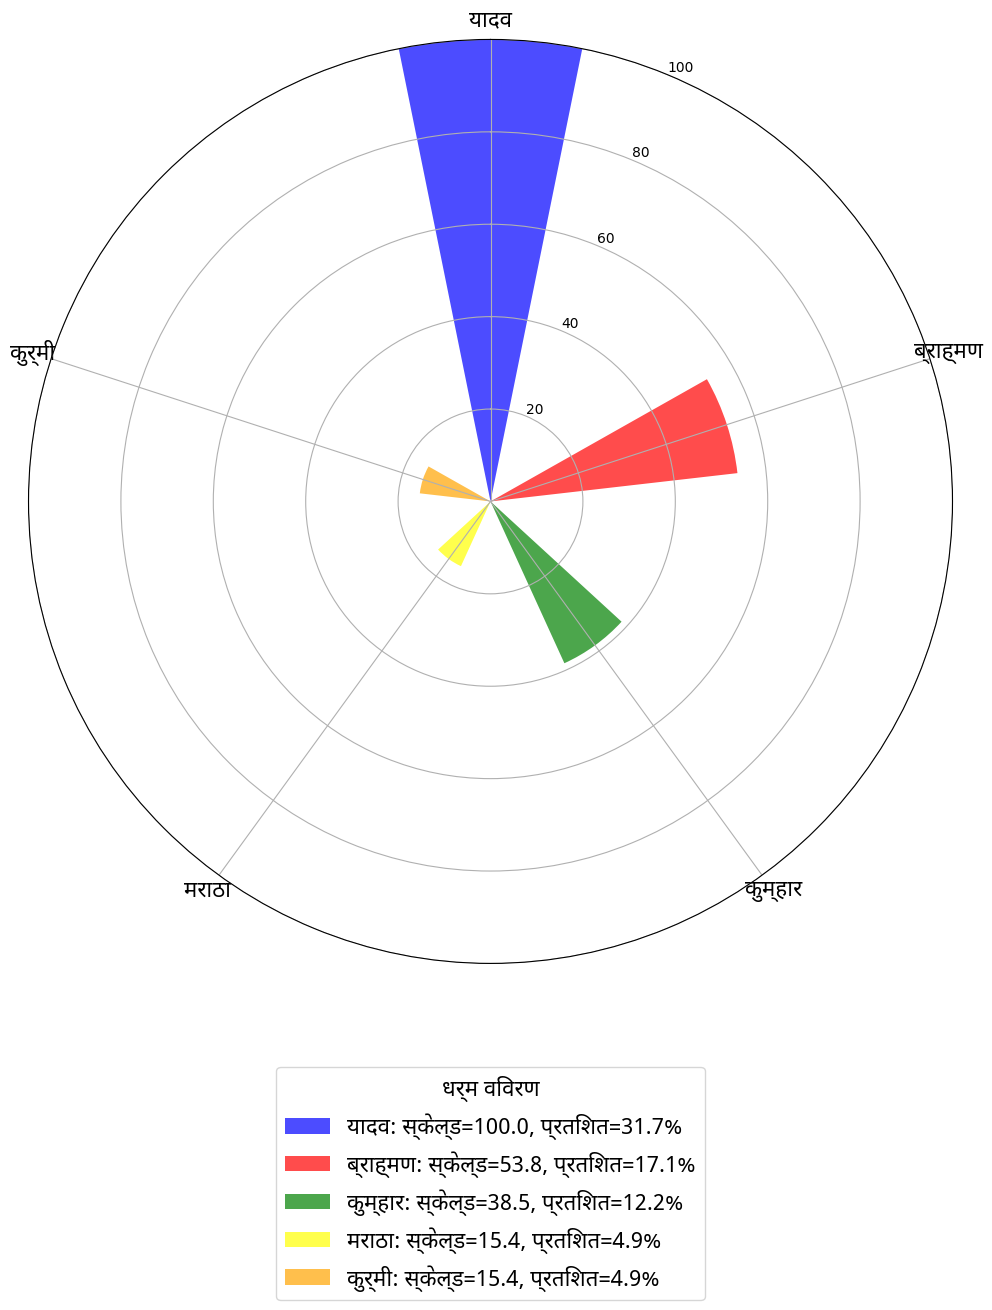 यादव
100
80
60
40
20
कुर्मी
ब्राह्मण
मराठा
कुम्हार
धर्म विवरण
यादव: स्केल्ड=100.0, प्रतिशत=31.7%
ब्राह्मण: स्केल्ड=53.8, प्रतिशत=17.1%
कुम्हार: स्केल्ड=38.5, प्रतिशत=12.2%
मराठा: स्केल्ड=15.4, प्रतिशत=4.9%
कुर्मी: स्केल्ड=15.4, प्रतिशत=4.9%